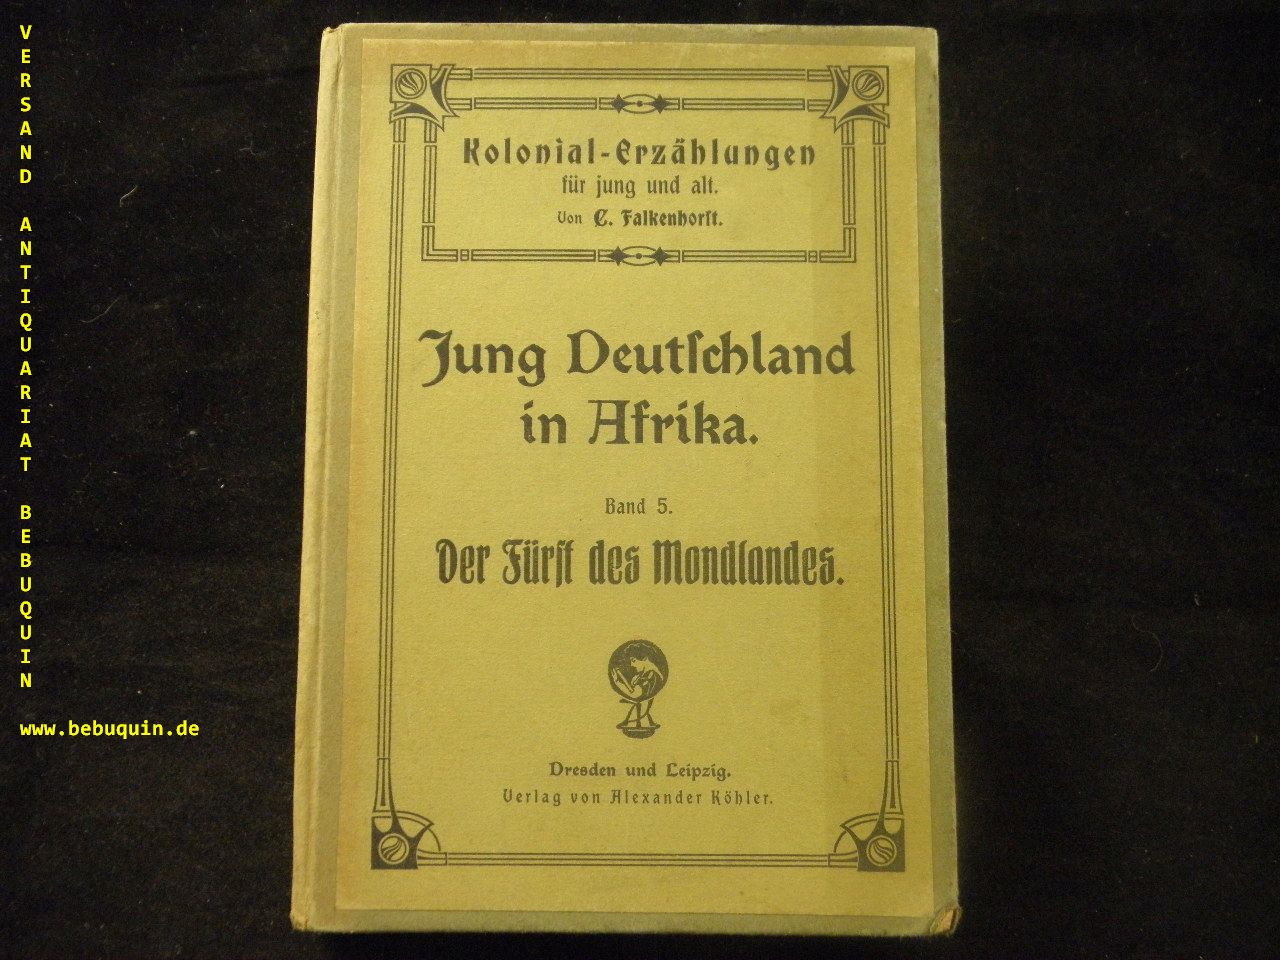 VERSAND ANTIQUARIAT BEBUQUIN
www.bebuquin.de
Kolonial-Erzählungen
für jung und alt.
Von C. Falkenhorſt.
Jung Deutſchland
in Afrika.
Band 5.
Der Fürſt des Mondlandes.
AK
Dresden und Leipzig.
Verlag von Alexander Köhler.